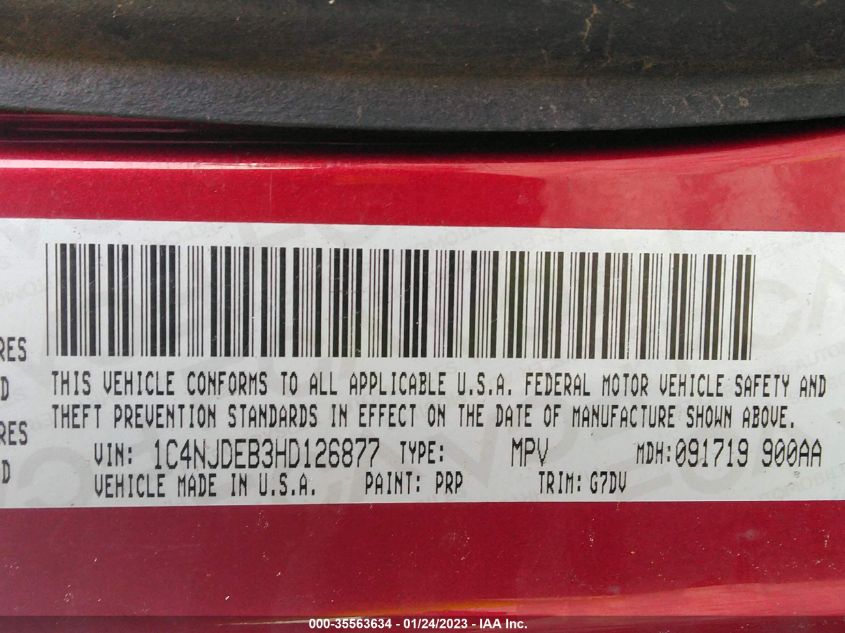 RES
D
RES
D
THIS VEHICLE CONFORMS TO ALL APPLICABLE U.S.A. FEDERAL MOTOR VEHICLE SAFETY AND
THEFT PREVENTION STANDARDS IN EFFECT ON THE DATE OF MANUFACTURE SHOWN ABOVE.
VIN: 1C4NJDEB3HD126877 TYPE: MPV MDH: 091719 900AA
VEHICLE MADE IN U.S.A. PAINT: PRP TRIM: G7DV
000-35563634 - 01/24/2023 - IAA Inc.